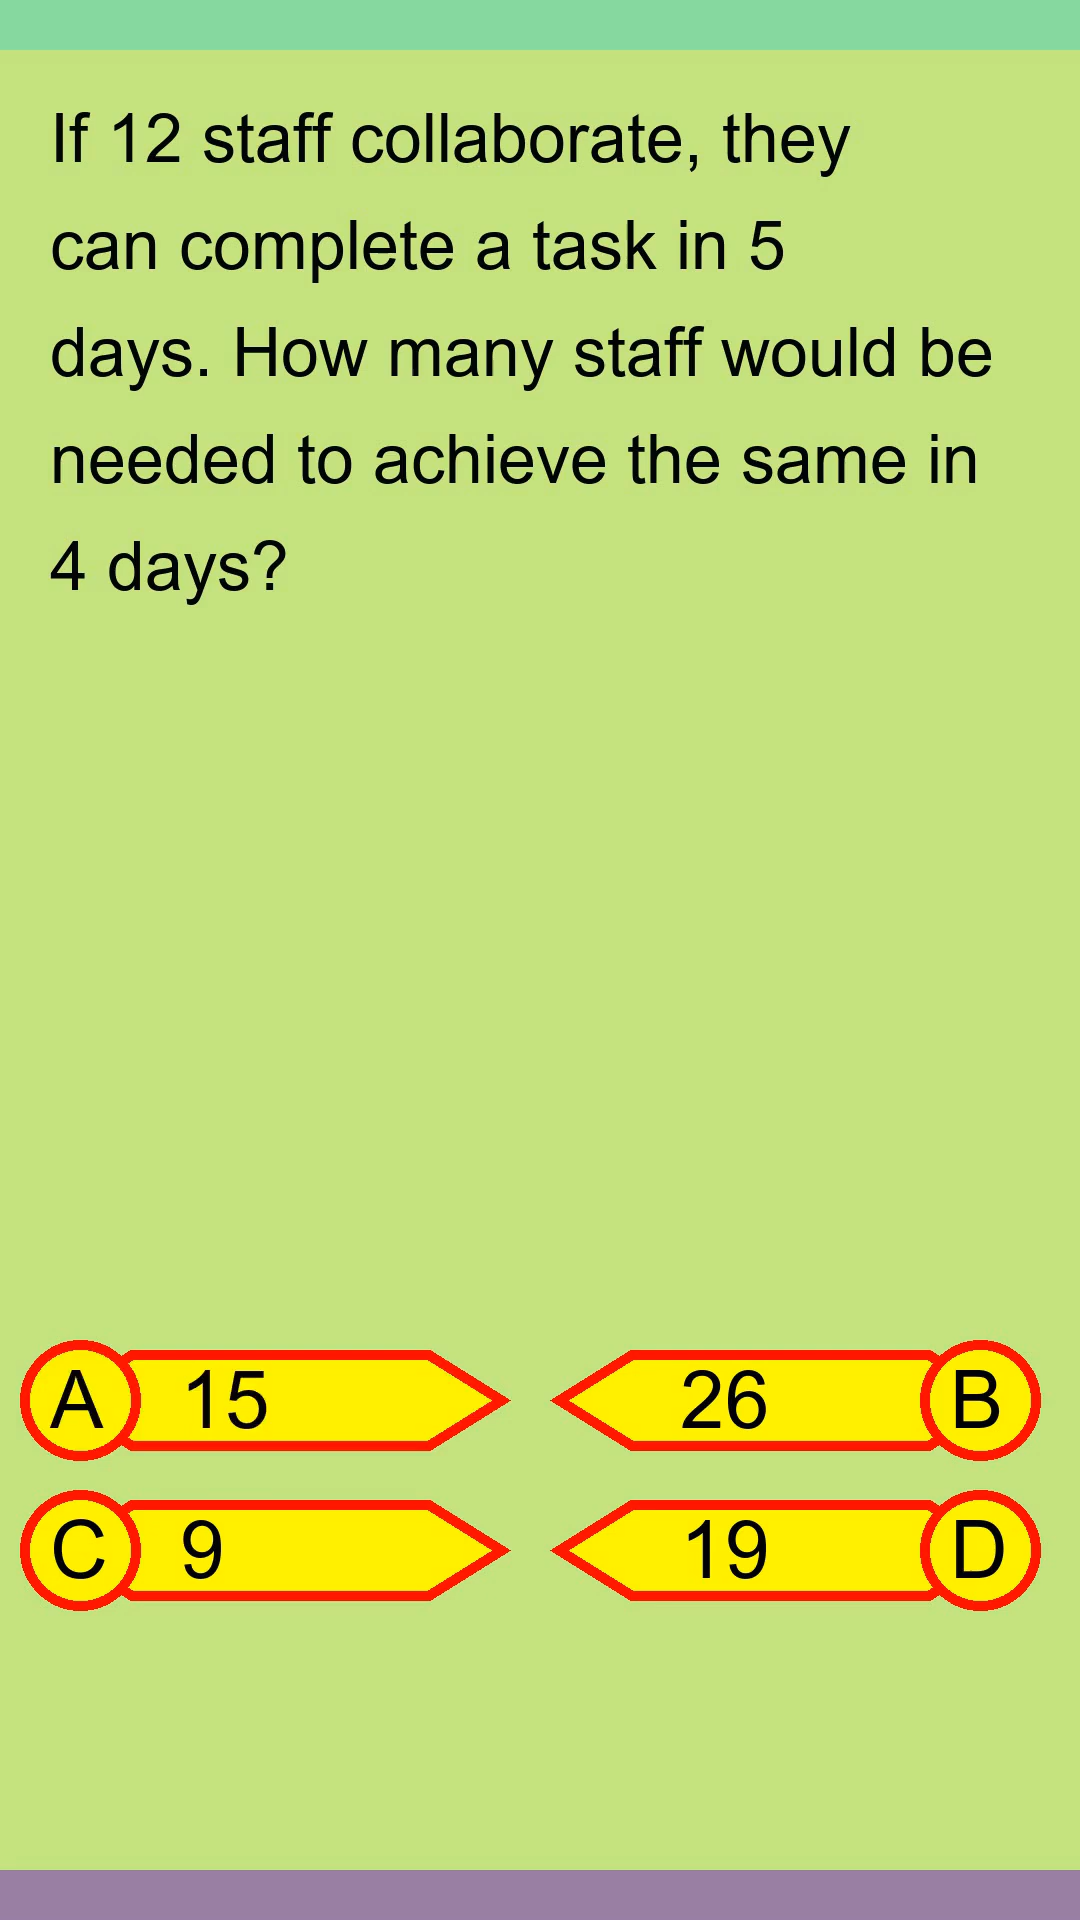 If 12 staff collaborate, they
can complete a task in 5
days. How many staff would be
needed to achieve the same in
4 days?
A 15
26 B
C 9
19 D